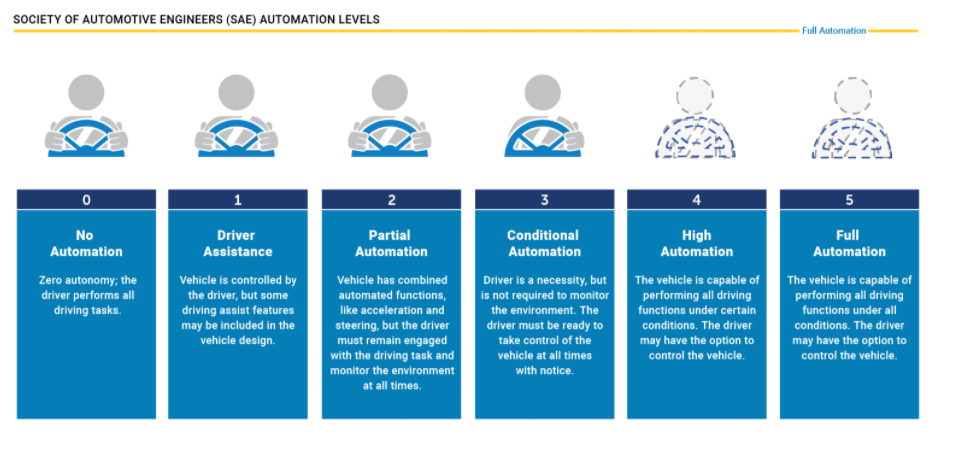 SOCIETY OF AUTOMOTIVE ENGINEERS (SAE) AUTOMATION LEVELS
Full Automation
0
No
Automation
Zero autonomy; the
driver performs all
driving tasks.
1
Driver
Assistance
Vehicle is controlled by
the driver, but some
driving assist features
may be included in the
vehicle design.
2
Partial
Automation
Vehicle has combined
automated functions,
like acceleration and
steering, but the driver
must remain engaged
with the driving task and
monitor the environment
at all times.
3
Conditional
Automation
Driver is a necessity, but
is not required to monitor
the environment. The
driver must be ready to
take control of the
vehicle at all times
with notice.
4
High
Automation
The vehicle is capable of
performing all driving
functions under certain
conditions. The driver
may have the option to
control the vehicle.
5
Full
Automation
The vehicle is capable of
performing all driving
functions under all
conditions. The driver
may have the option to
control the vehicle.